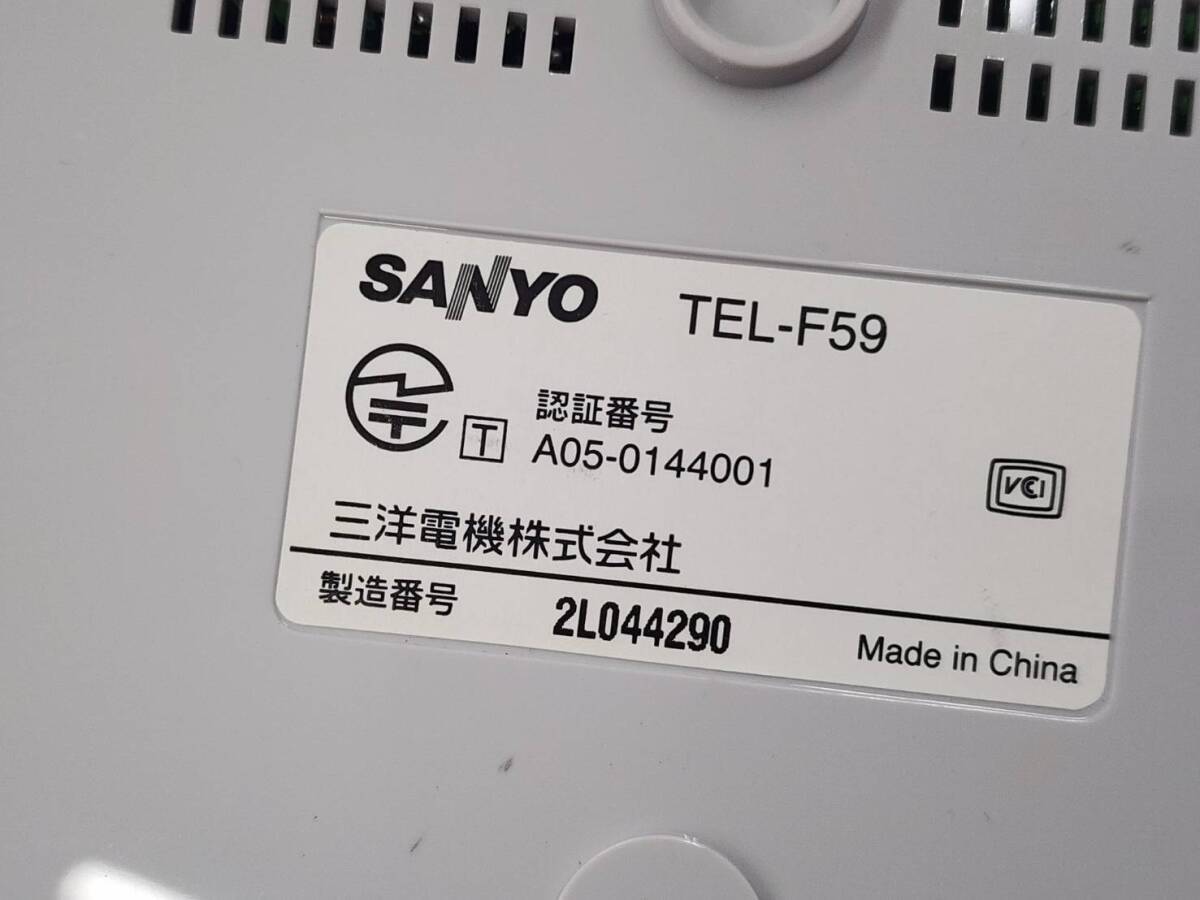 SANYO TEL-F59
認証番号
T A05-0144001
VCCI
三洋電機株式会社
製造番号 2L044290 Made in China